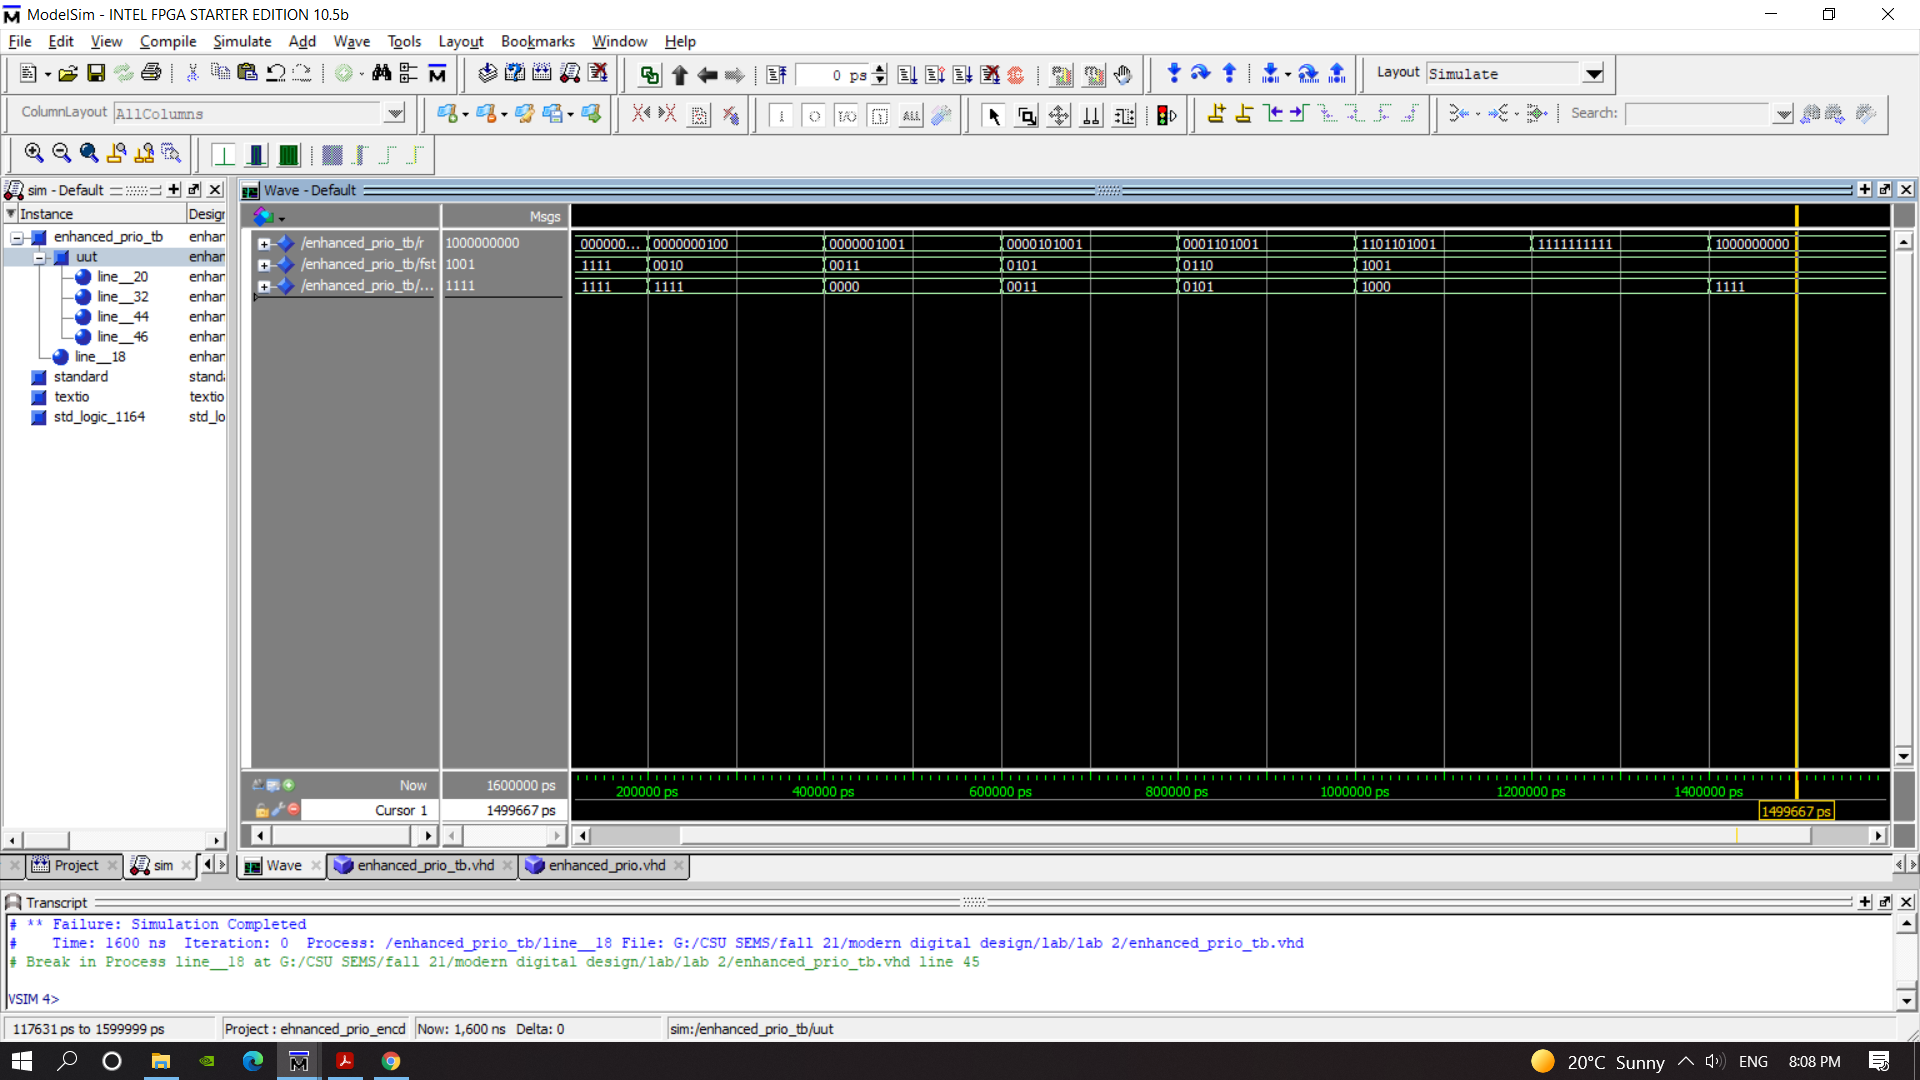 ModelSim - INTEL FPGA STARTER EDITION 10.5b
File Edit View Compile Simulate Add Wave Tools Layout Bookmarks Window Help
0 ps
Layout Simulate
ColumnLayout AllColumns
Search:
sim - Default
Instance Design
enhanced_prio_tb enhan
uut enhan
line__20 enhan
line__32 enhan
line__44 enhan
line__46 enhan
line__18 enhan
standard standa
textio textio
std_logic_1164 std_lo
Wave - Default
Msgs
/enhanced_prio_tb/r 1000000000 000000... 0000000100 0000001001 0000101001 0001101001 1101101001 1111111111 1000000000
/enhanced_prio_tb/fst 1001 1111 0010 0011 0101 0110 1001
/enhanced_prio_tb/... 1111 1111 1111 0000 0011 0101 1000 1111
Now 1600000 ps 200000 ps 400000 ps 600000 ps 800000 ps 1000000 ps 1200000 ps 1400000 ps
Cursor 1 1499667 ps 1499667 ps
Project sim Wave enhanced_prio_tb.vhd enhanced_prio.vhd
Transcript
# ** Failure: Simulation Completed
# Time: 1600 ns Iteration: 0 Process: /enhanced_prio_tb/line__18 File: G:/CSU SEMS/fall 21/modern digital design/lab/lab 2/enhanced_prio_tb.vhd
# Break in Process line__18 at G:/CSU SEMS/fall 21/modern digital design/lab/lab 2/enhanced_prio_tb.vhd line 45
VSIM 4>
117631 ps to 1599999 ps Project : ehnanced_prio_encd Now: 1,600 ns Delta: 0 sim:/enhanced_prio_tb/uut
20°C Sunny ENG 8:08 PM